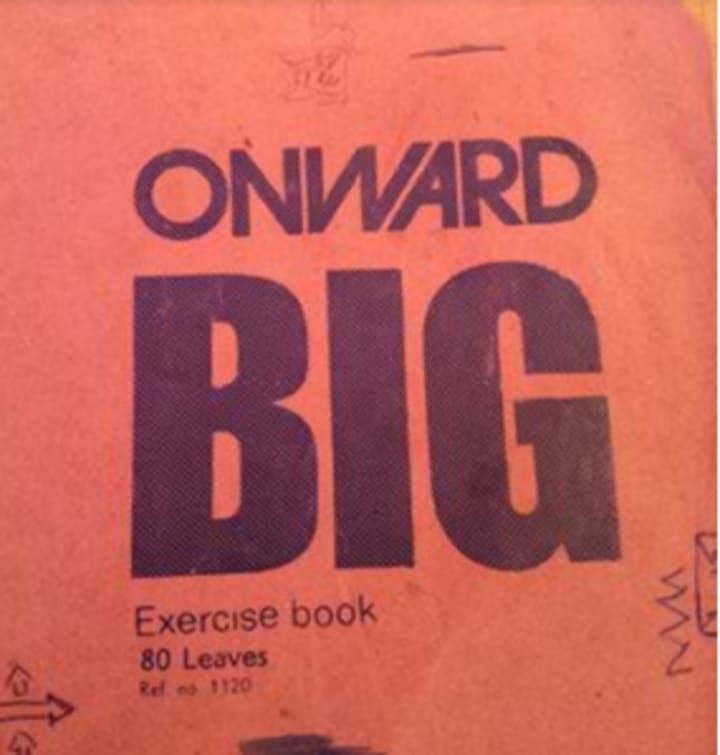 ONWARD
BIG
Exercise book
80 Leaves
Ref. no. 1120